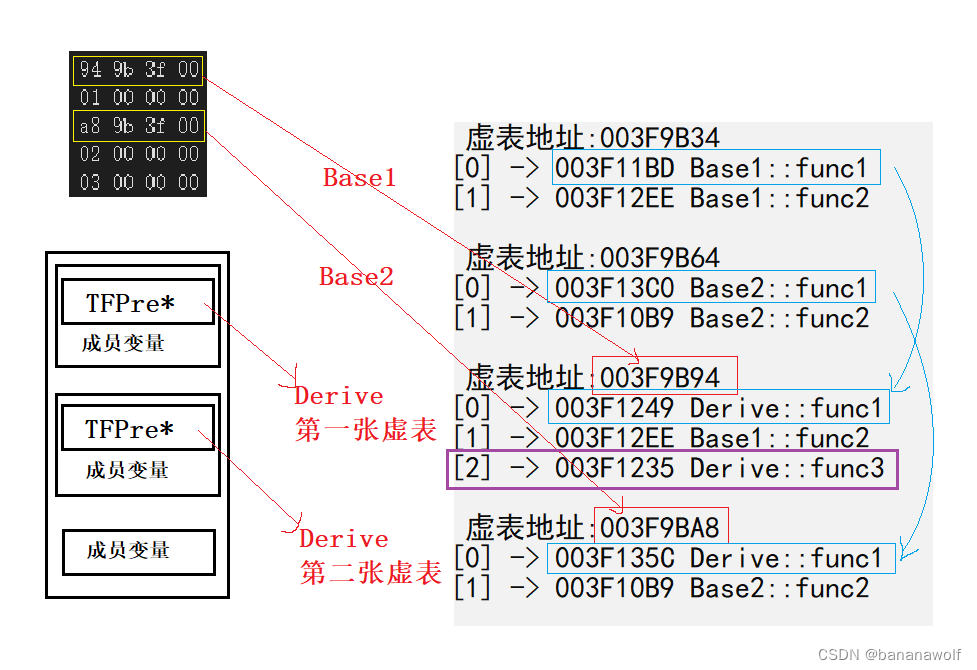 94 9b 3f 00
01 00 00 00
a8 9b 3f 00
02 00 00 00
03 00 00 00
Base1
Base2
TFPre*
成员变量
TFPre*
成员变量
成员变量
Derive
第一张虚表
Derive
第二张虚表
虚表地址:003F9B34
[0] -> 003F11BD Base1::func1
[1] -> 003F12EE Base1::func2
虚表地址:003F9B64
[0] -> 003F13C0 Base2::func1
[1] -> 003F10B9 Base2::func2
虚表地址:003F9B94
[0] -> 003F1249 Derive::func1
[1] -> 003F12EE Base1::func2
[2] -> 003F1235 Derive::func3
虚表地址:003F9BA8
[0] -> 003F135C Derive::func1
[1] -> 003F10B9 Base2::func2
CSDN @bananawolf